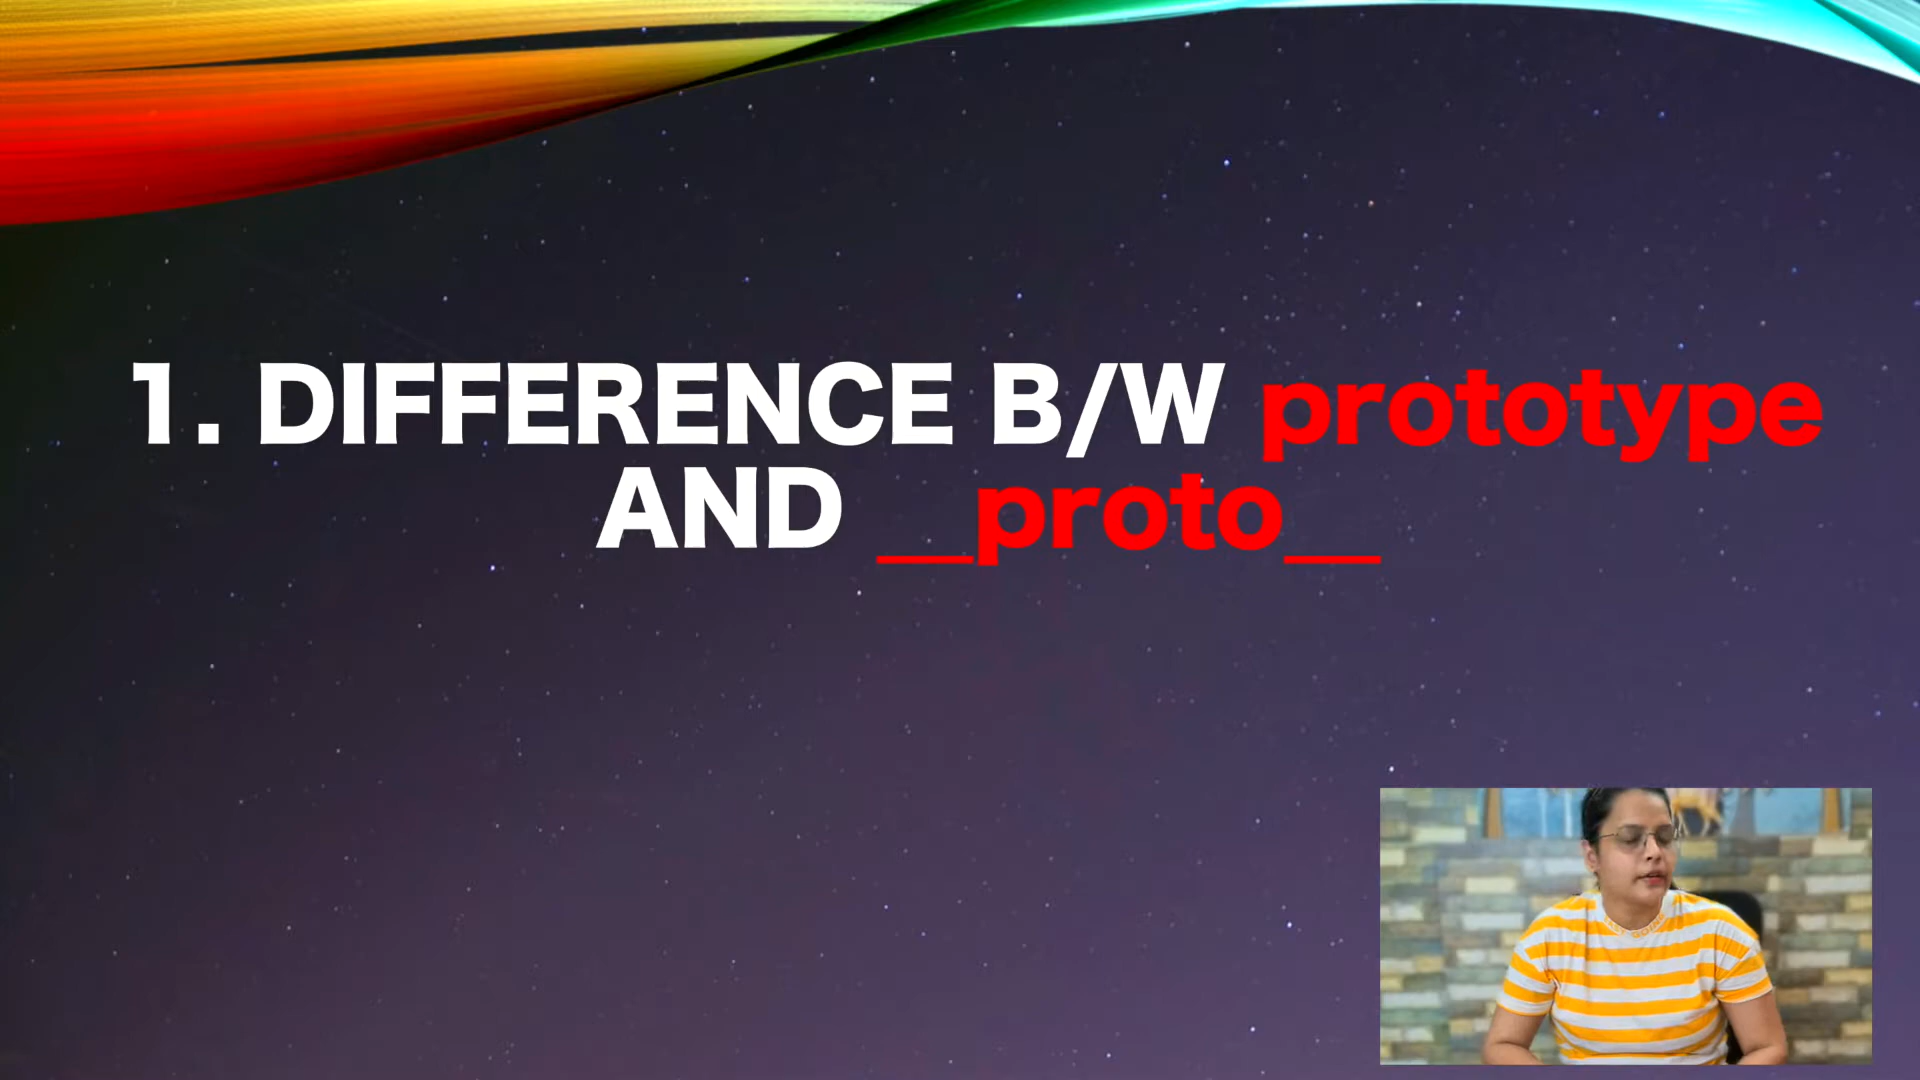 1. DIFFERENCE B/W prototype
AND __proto__